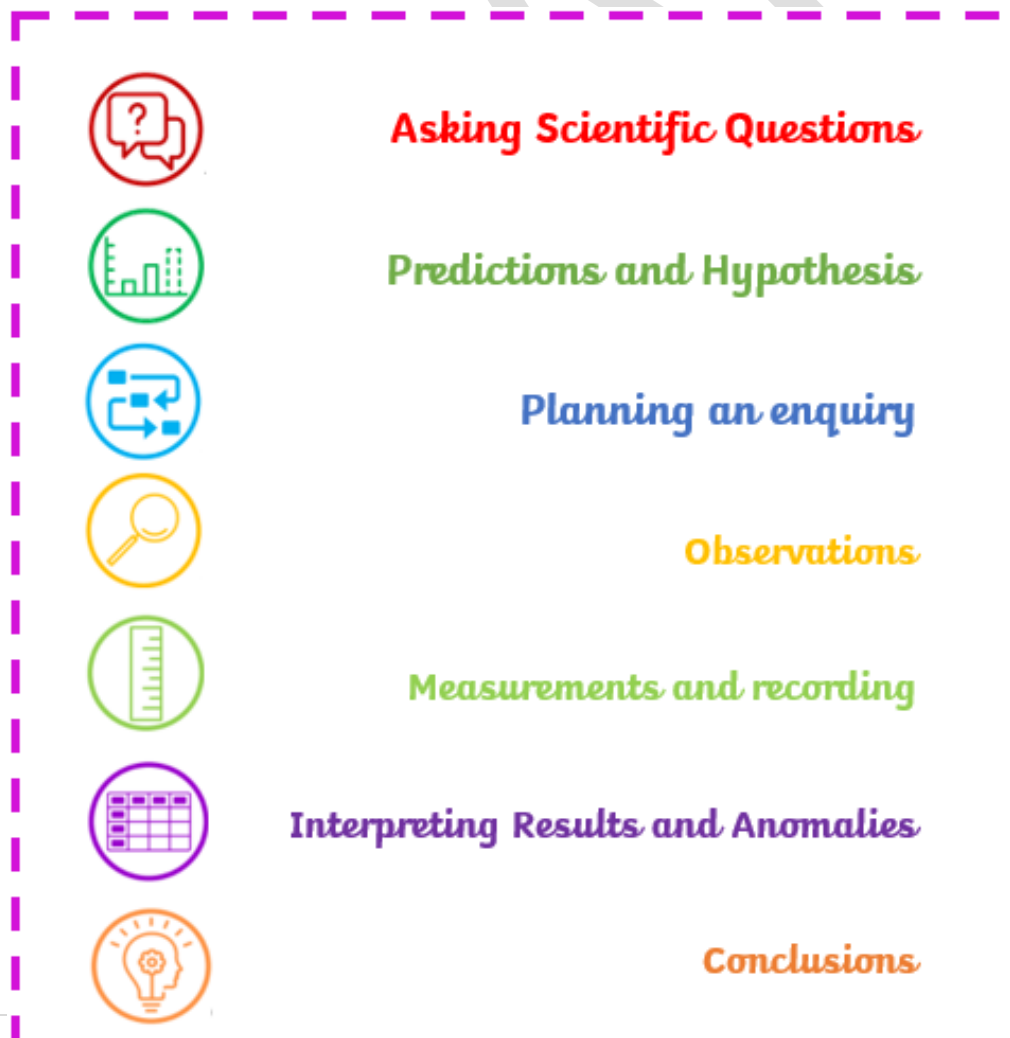 ?
Asking Scientific Questions
Predictions and Hypothesis
Planning an enquiry
Observations
Measurements and recording
Interpreting Results and Anomalies
Conclusions